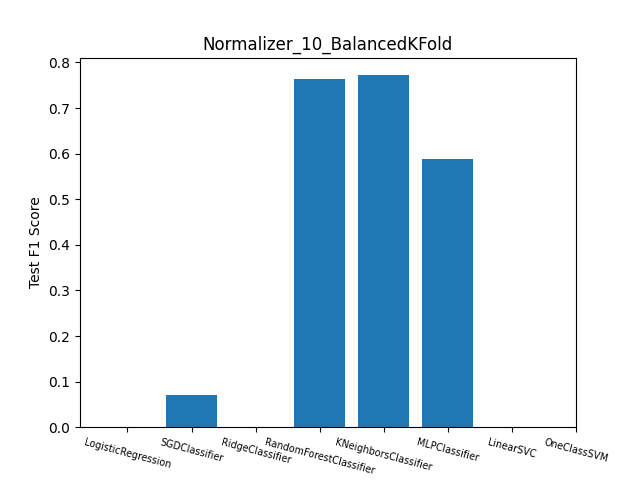 Normalizer_10_BalancedKFold
Test F1 Score
0.8
0.7
0.6
0.5
0.4
0.3
0.2
0.1
0.0
LogisticRegression
SGDClassifier
RidgeClassifier
RandomForestClassifier
KNeighborsClassifier
MLPClassifier
LinearSVC
OneClassSVM